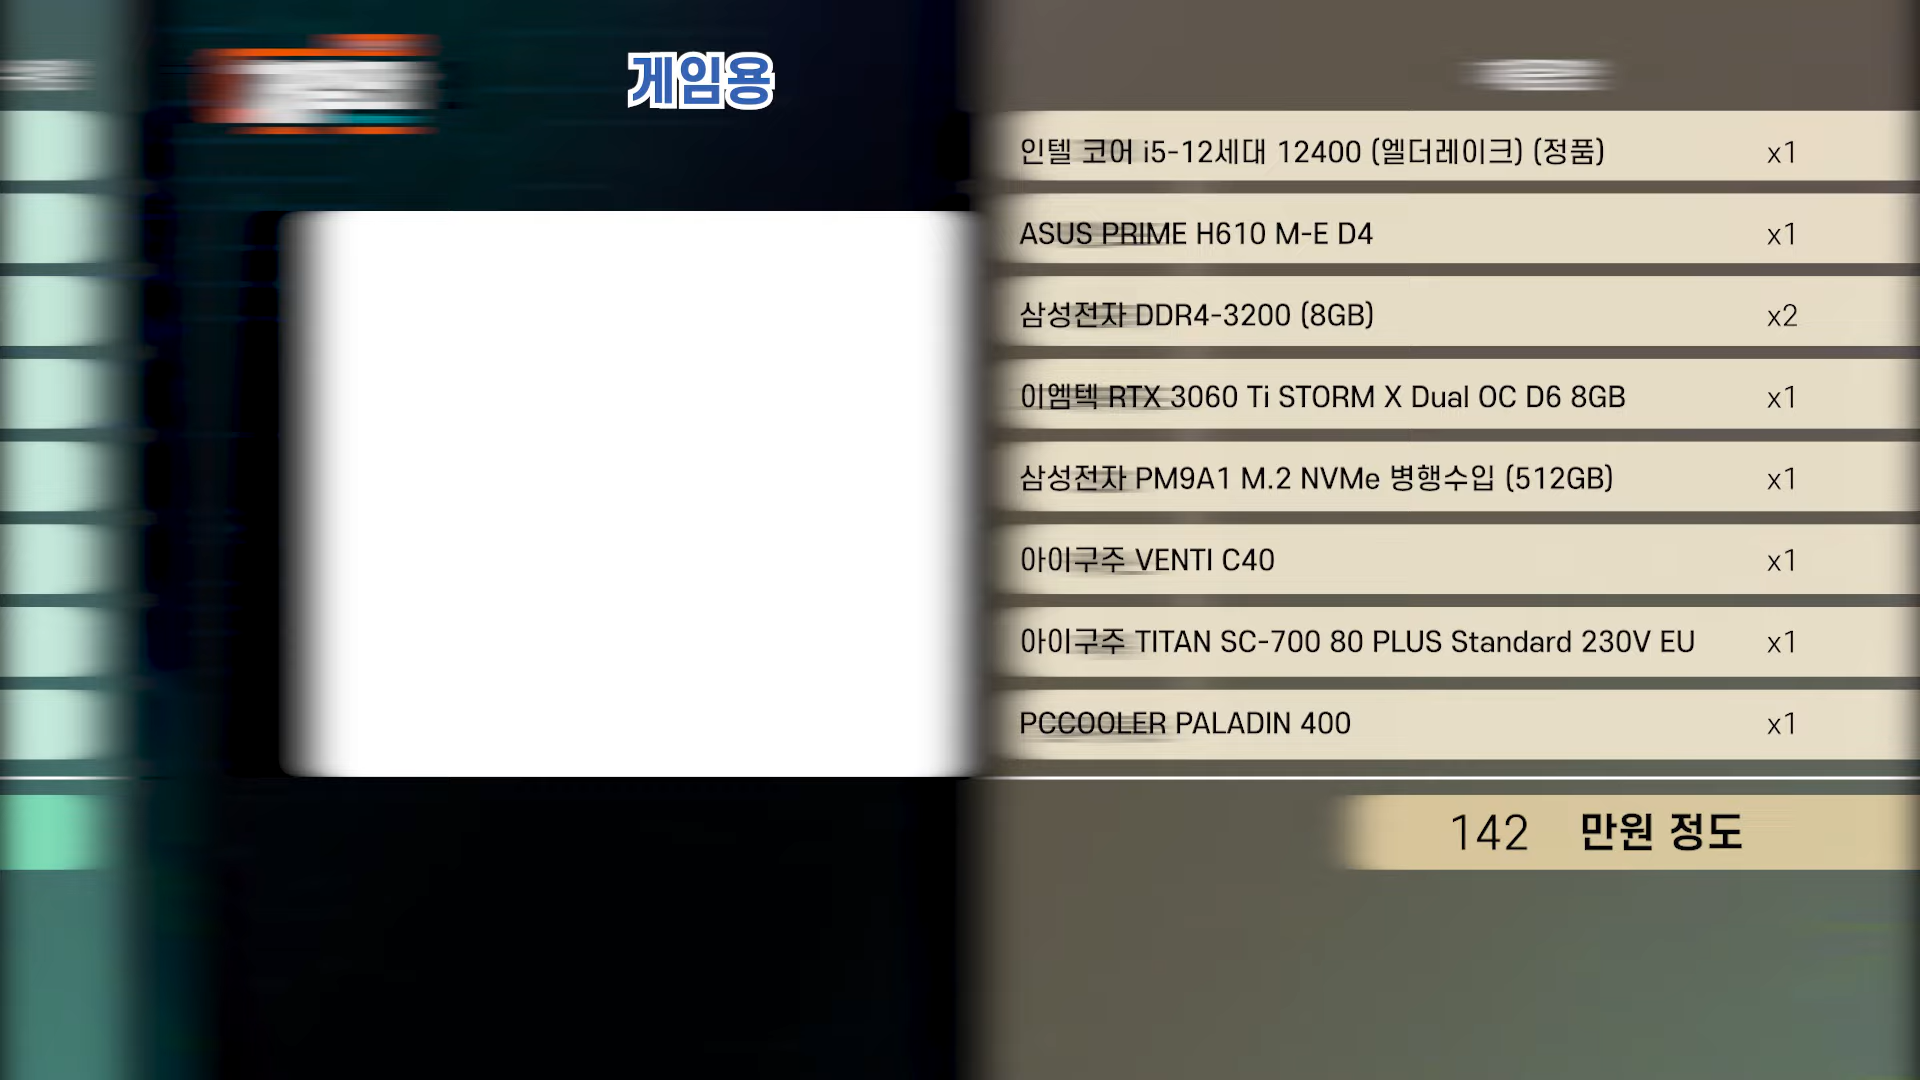 게임용
인텔 코어 i5-12세대 12400 (엘더레이크) (정품) x1
ASUS PRIME H610 M-E D4 x1
삼성전자 DDR4-3200 (8GB) x2
이엠텍 RTX 3060 Ti STORM X Dual OC D6 8GB x1
삼성전자 PM9A1 M.2 NVMe 병행수입 (512GB) x1
아이구주 VENTI C40 x1
아이구주 TITAN SC-700 80 PLUS Standard 230V EU x1
PCCOOLER PALADIN 400 x1
142 만원 정도